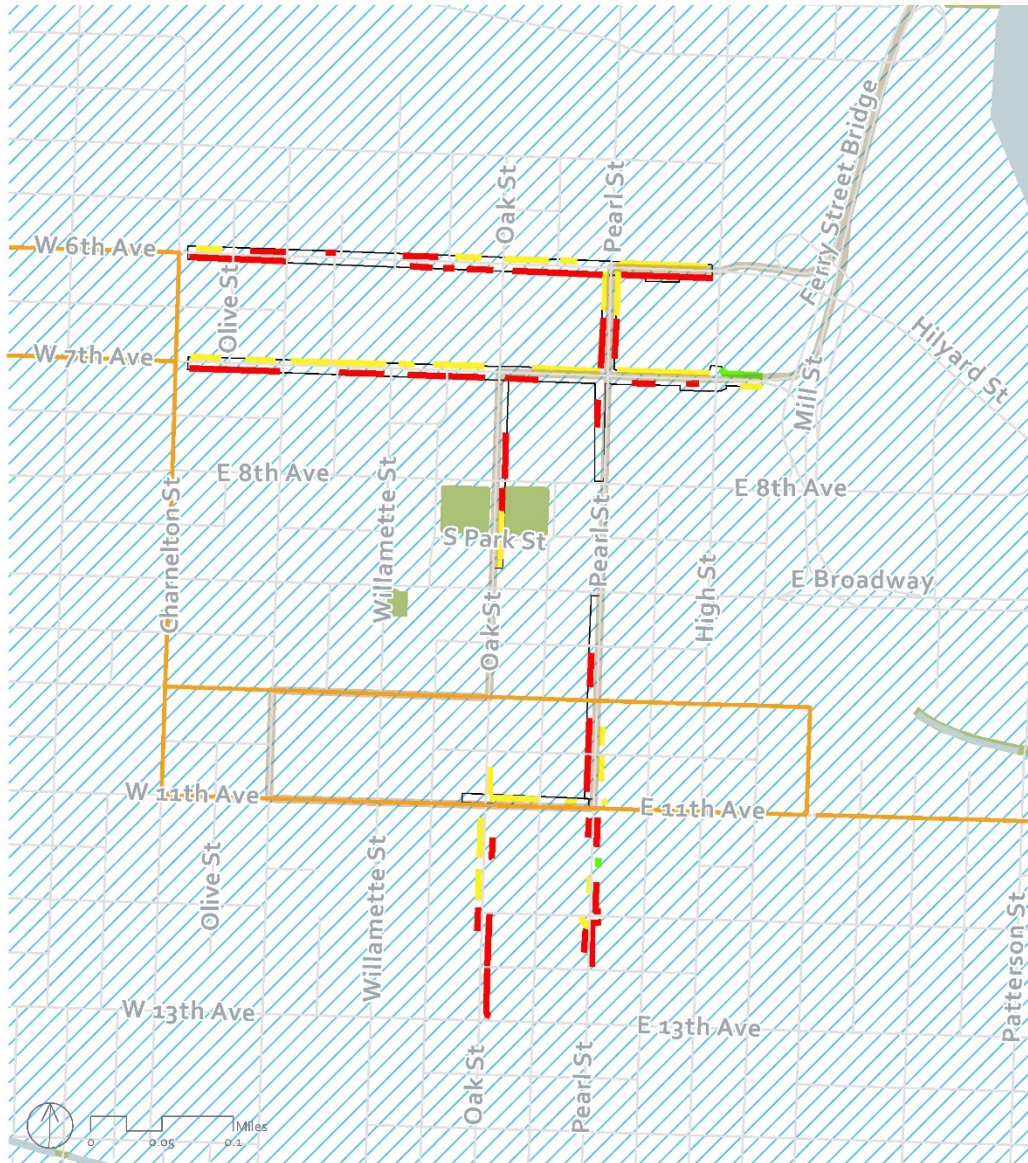 Oak St
Pearl St
Ferry Street Bridge
W 6th Ave
Olive St
W 7th Ave
Hilyard St
Mill St
E 8th Ave
E 8th Ave
Charnelton St
Willamette St
S Park St
Pearl St
High St
E Broadway
Oak St
W 11th Ave
E 11th Ave
Olive St
Willamette St
Patterson St
W 13th Ave
E 13th Ave
Oak St
Pearl St
Miles
0 0.05 0.1